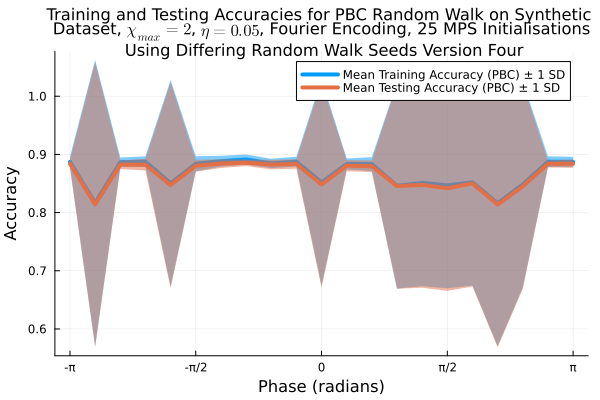 Training and Testing Accuracies for PBC Random Walk on Synthetic
Dataset, χ_max = 2, η = 0.05, Fourier Encoding, 25 MPS Initialisations
Using Differing Random Walk Seeds Version Four
Mean Training Accuracy (PBC) ± 1 SD
Mean Testing Accuracy (PBC) ± 1 SD
Accuracy
1.0
0.9
0.8
0.7
0.6
-π -π/2 0 π/2 π
Phase (radians)